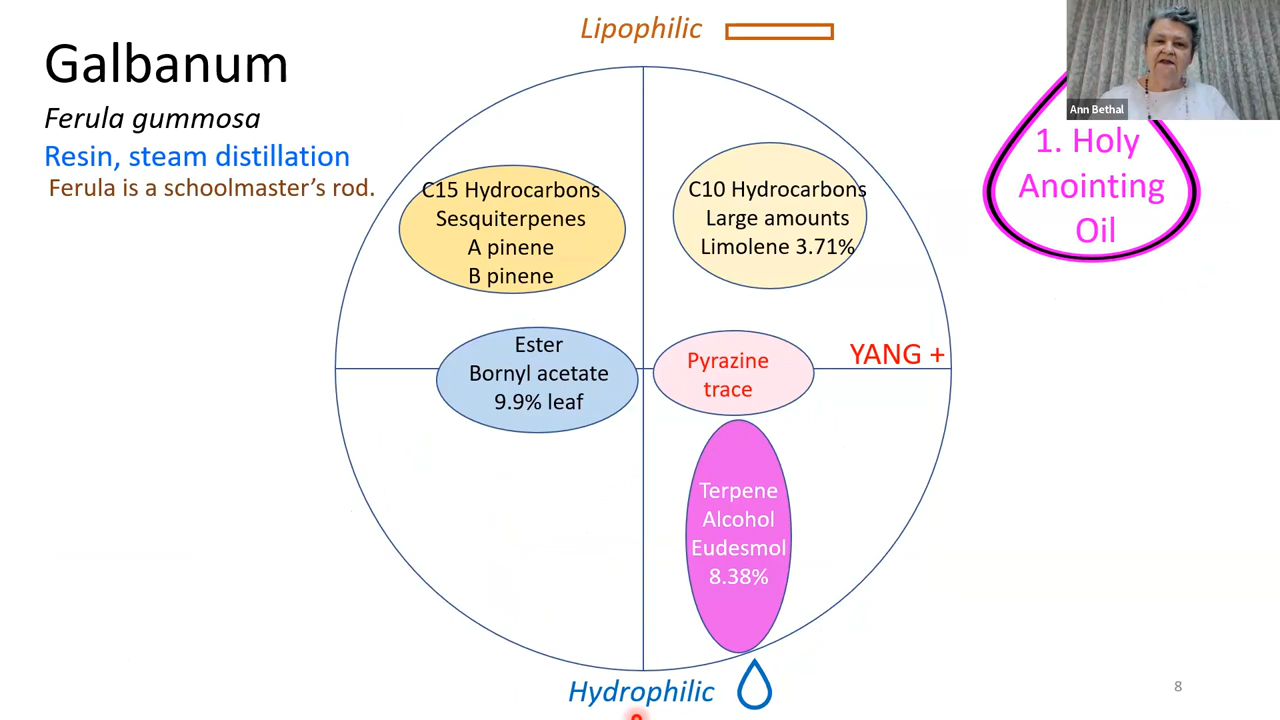 Galbanum
Ferula gummosa
Resin, steam distillation
Ferula is a schoolmaster's rod.
Lipophilic
Ann Bethal
1. Holy
Anointing
Oil
C15 Hydrocarbons
Sesquiterpenes
A pinene
B pinene
C10 Hydrocarbons
Large amounts
Limolene 3.71%
Ester
Bornyl acetate
9.9% leaf
Pyrazine
trace
YANG +
Terpene
Alcohol
Eudesmol
8.38%
Hydrophilic
8